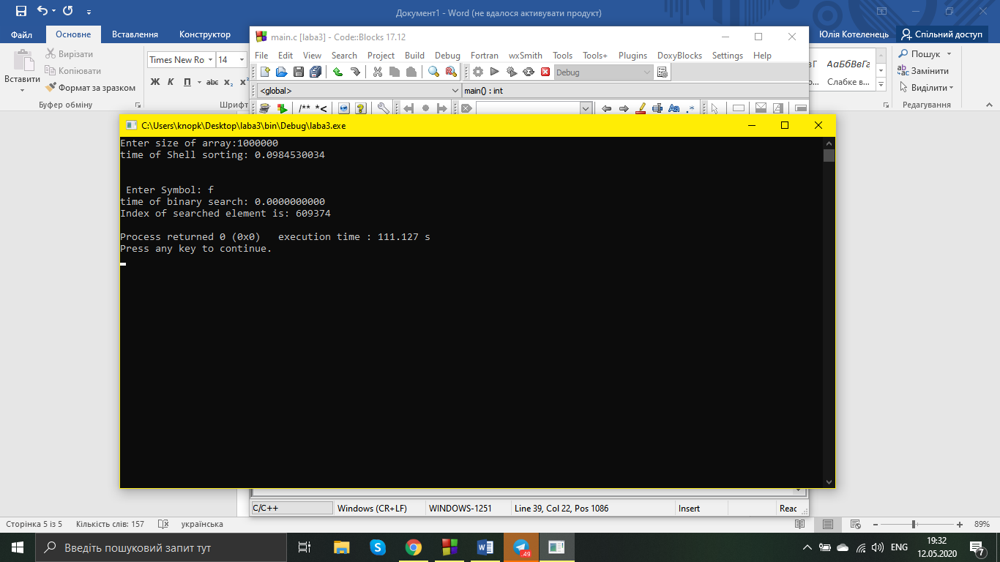 Документ1 - Word (не вдалося активувати продукт)
Файл Основне Вставлення Конструктор
Юлія Котеленець Спільний доступ
Вставити
Вирізати
Копіювати
Формат за зразком
Буфер обміну
Times New Ro 14
Ж К П abc x₂ x
Шрифт
main.c [laba3] - Code::Blocks 17.12
File Edit View Search Project Build Debug Fortran wxSmith Tools Tools+ Plugins DoxyBlocks Settings Help
Debug
<global> main() : int
/** *<
Aa .*
АаБбВвГг
Слабке в...
Пошук
Замінити
Виділити
Редагування
C:\Users\knopk\Desktop\laba3\bin\Debug\laba3.exe
Enter size of array:1000000
time of Shell sorting: 0.0984530034
Enter Symbol: f
time of binary search: 0.0000000000
Index of searched element is: 609374
Process returned 0 (0x0)   execution time : 111.127 s
Press any key to continue.
C/C++ Windows (CR+LF) WINDOWS-1251 Line 39, Col 22, Pos 1086 Insert
Сторінка 5 із 5 Кількість слів: 157 українська 89%
Введіть пошуковий запит тут
49
ENG
19:32
12.05.2020
7